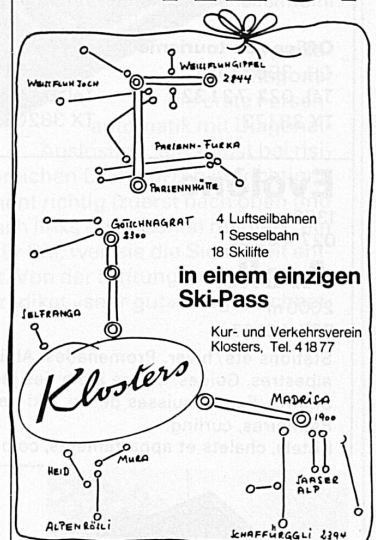 WEISSFLUHGIPFEL
2844
WEISSFLUHJOCH
PARSENN-FURKA
PARSENNHÜTTE
GOTSCHNAGRAT
2300
4 Luftseilbahnen
1 Sesselbahn
18 Skilifte
in einem einzigen
Ski-Pass
SELFRANGA
Kur- und Verkehrsverein
Klosters, Tel. 41877
Klosters
MADRISA
1900
HEID
MURA
SAASER
ALP
ALPENRÖSLI
SCHAFFÜRGGLI 2394